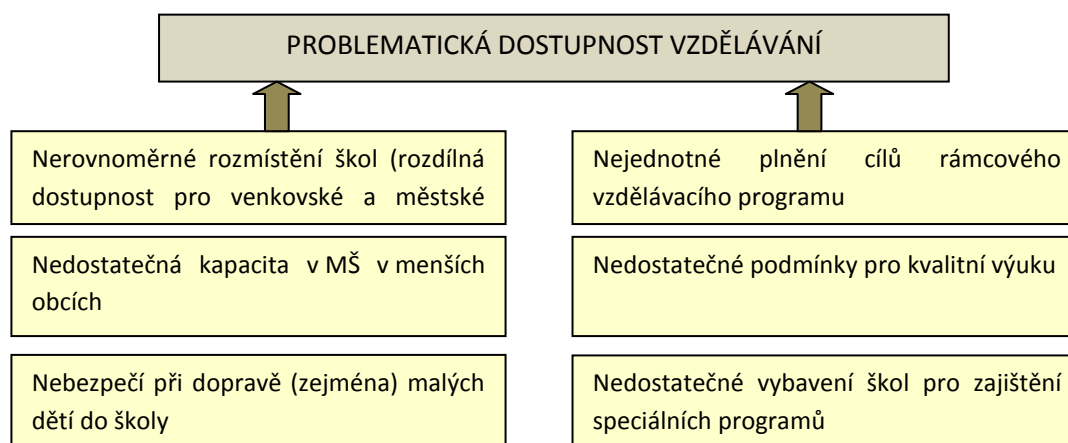 PROBLEMATICKÁ DOSTUPNOST VZDĚLÁVÁNÍ
Nerovnoměrné rozmístění škol (rozdílná
dostupnost pro venkovské a městské
Nedostatečná kapacita v MŠ v menších
obcích
Nebezpečí při dopravě (zejména) malých
dětí do školy
Nejednotné plnění cílů rámcového
vzdělávacího programu
Nedostatečné podmínky pro kvalitní výuku
Nedostatečné vybavení škol pro zajištění
speciálních programů